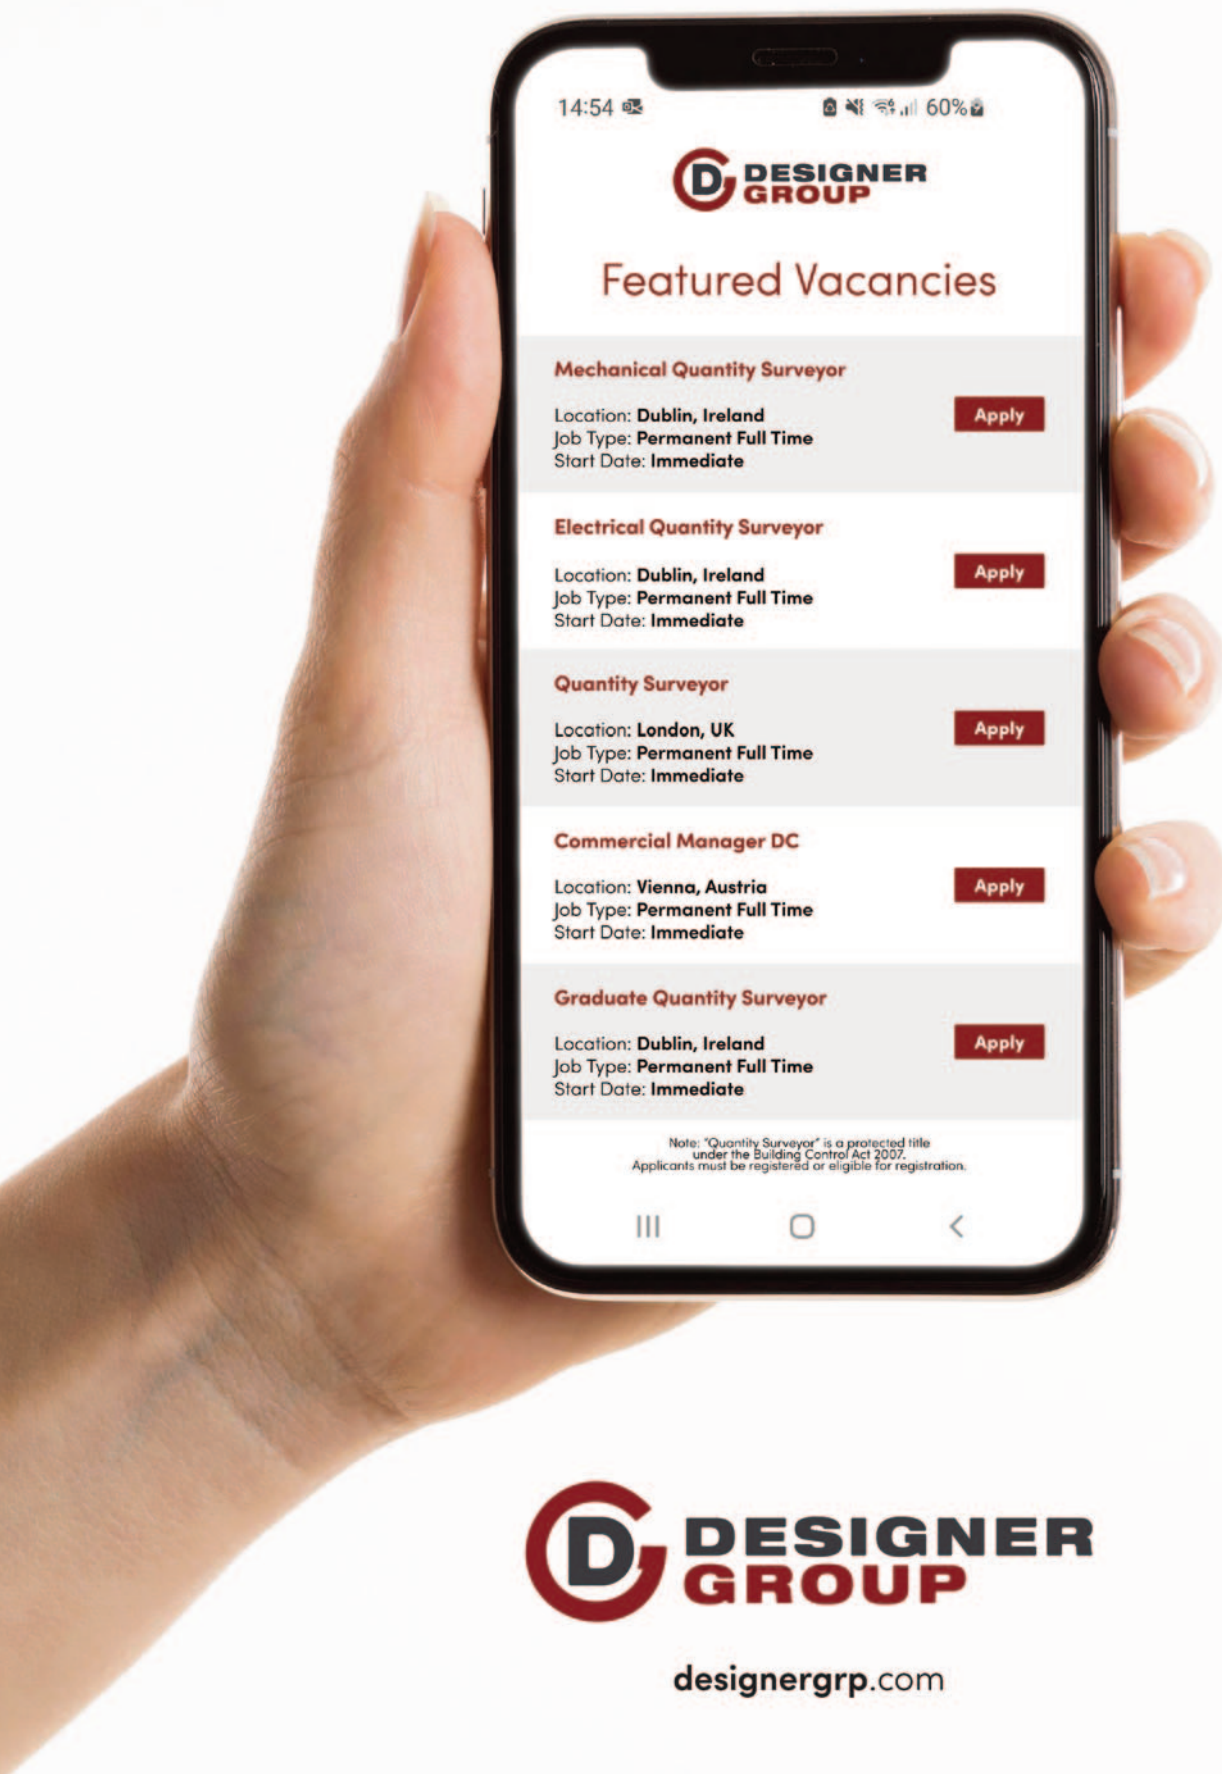 14:54
60%
DESIGNER
GROUP
Featured Vacancies
Mechanical Quantity Surveyor
Location: Dublin, Ireland
Job Type: Permanent Full Time
Start Date: Immediate
Apply
Electrical Quantity Surveyor
Location: Dublin, Ireland
Job Type: Permanent Full Time
Start Date: Immediate
Apply
Quantity Surveyor
Location: London, UK
Job Type: Permanent Full Time
Start Date: Immediate
Apply
Commercial Manager DC
Location: Vienna, Austria
Job Type: Permanent Full Time
Start Date: Immediate
Apply
Graduate Quantity Surveyor
Location: Dublin, Ireland
Job Type: Permanent Full Time
Start Date: Immediate
Apply
Note: "Quantity Surveyor" is a protected title
under the Building Control Act 2007.
Applicants must be registered or eligible for registration.
DESIGNER
GROUP
designergrp.com